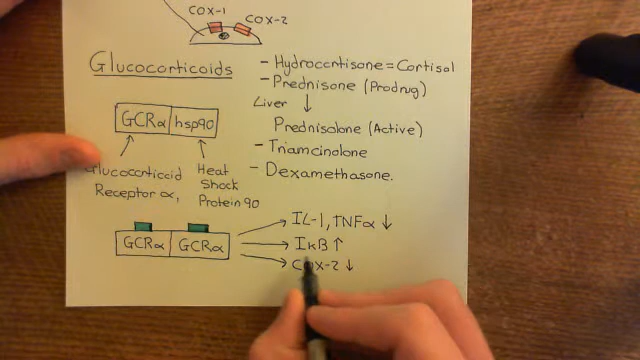 COX-1
COX-2
Glucocorticoids
- Hydrocortisone = Cortisol
- Prednisone (Prodrug)
Liver ↓
Prednisolone (Active)
- Triamcinolone
- Dexamethasone.
GCRα hsp90
Glucocorticoid
Receptor α,
Heat
Shock
Protein 90
GCRα GCRα
IL-1, TNFα ↓
IκB ↑
COX-2 ↓